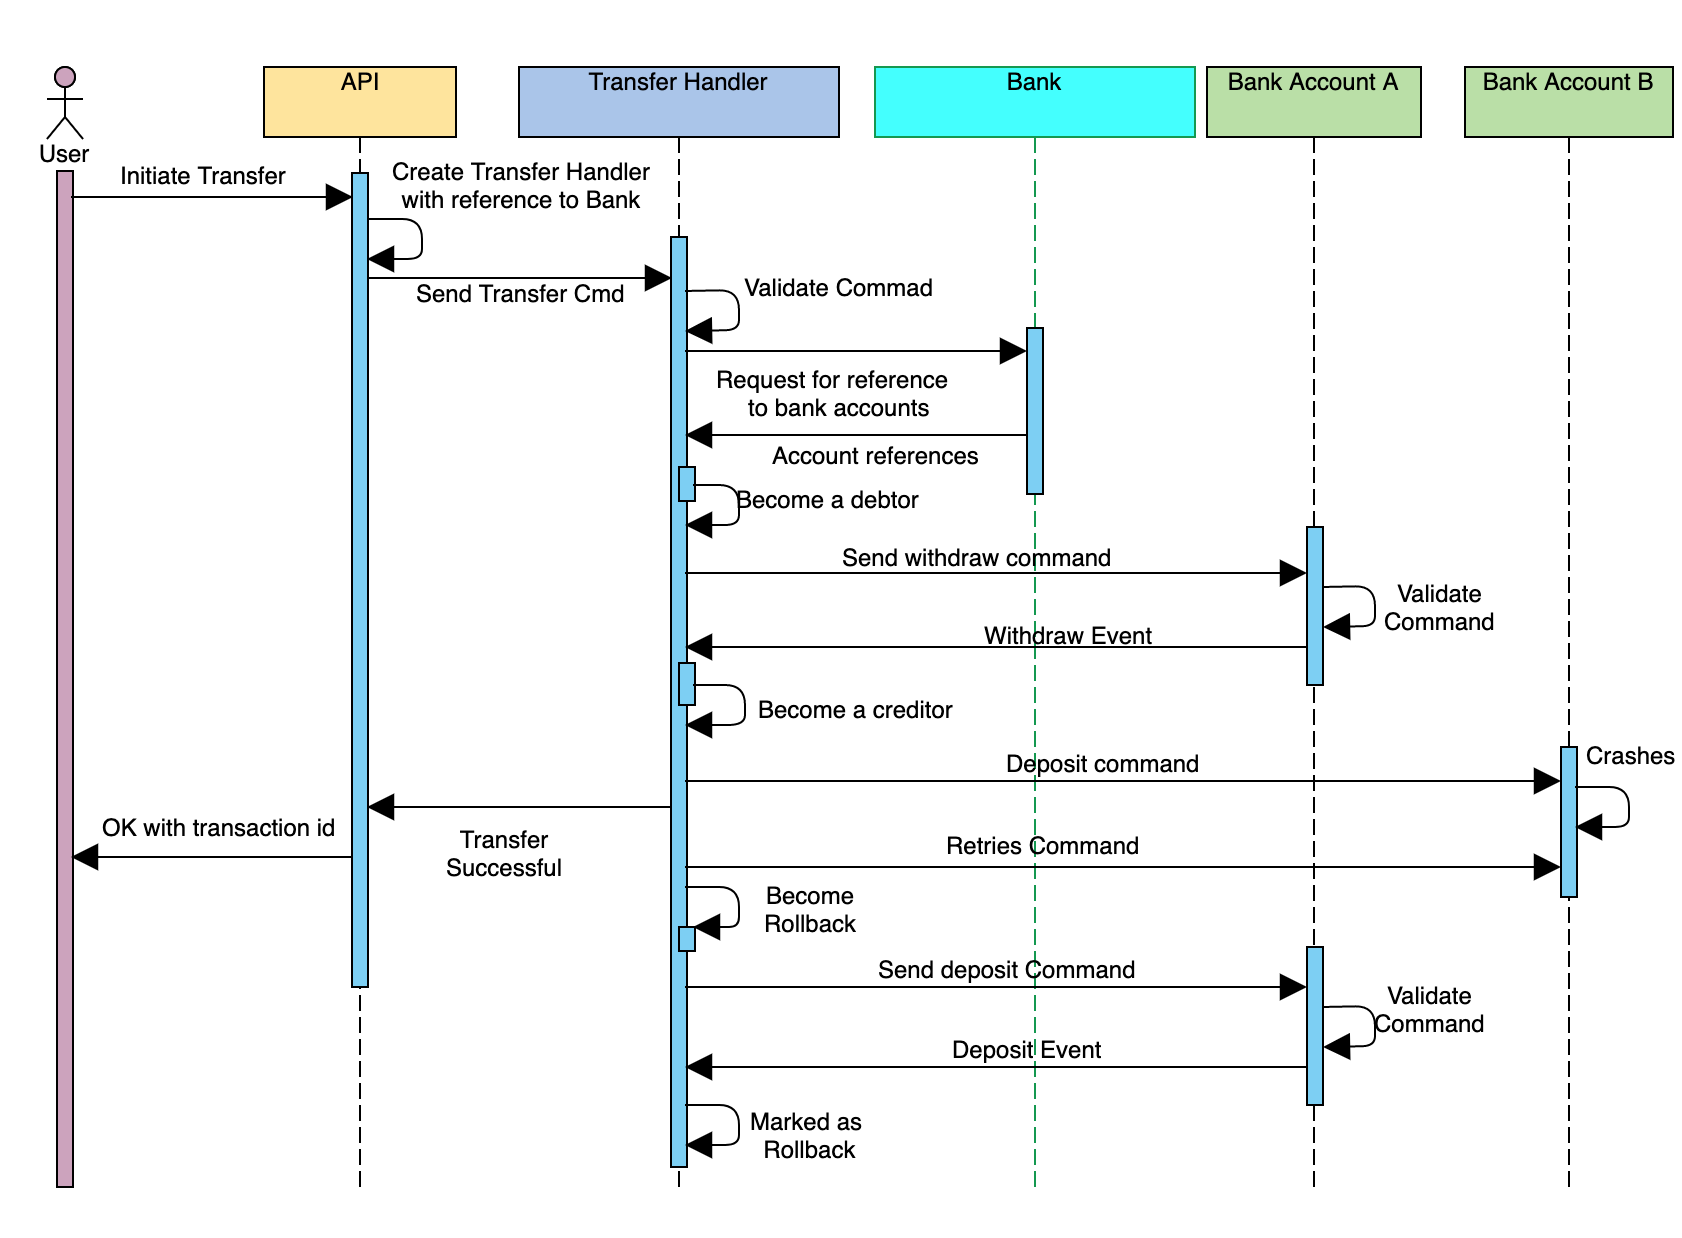 API
Transfer Handler
Bank
Bank Account A
Bank Account B
User
Initiate Transfer
Create Transfer Handler
with reference to Bank
Send Transfer Cmd
Validate Commad
Request for reference
to bank accounts
Account references
Become a debtor
Send withdraw command
Validate
Command
Withdraw Event
Become a creditor
Crashes
Deposit command
OK with transaction id
Transfer
Successful
Retries Command
Become
Rollback
Send deposit Command
Validate
Command
Deposit Event
Marked as
Rollback